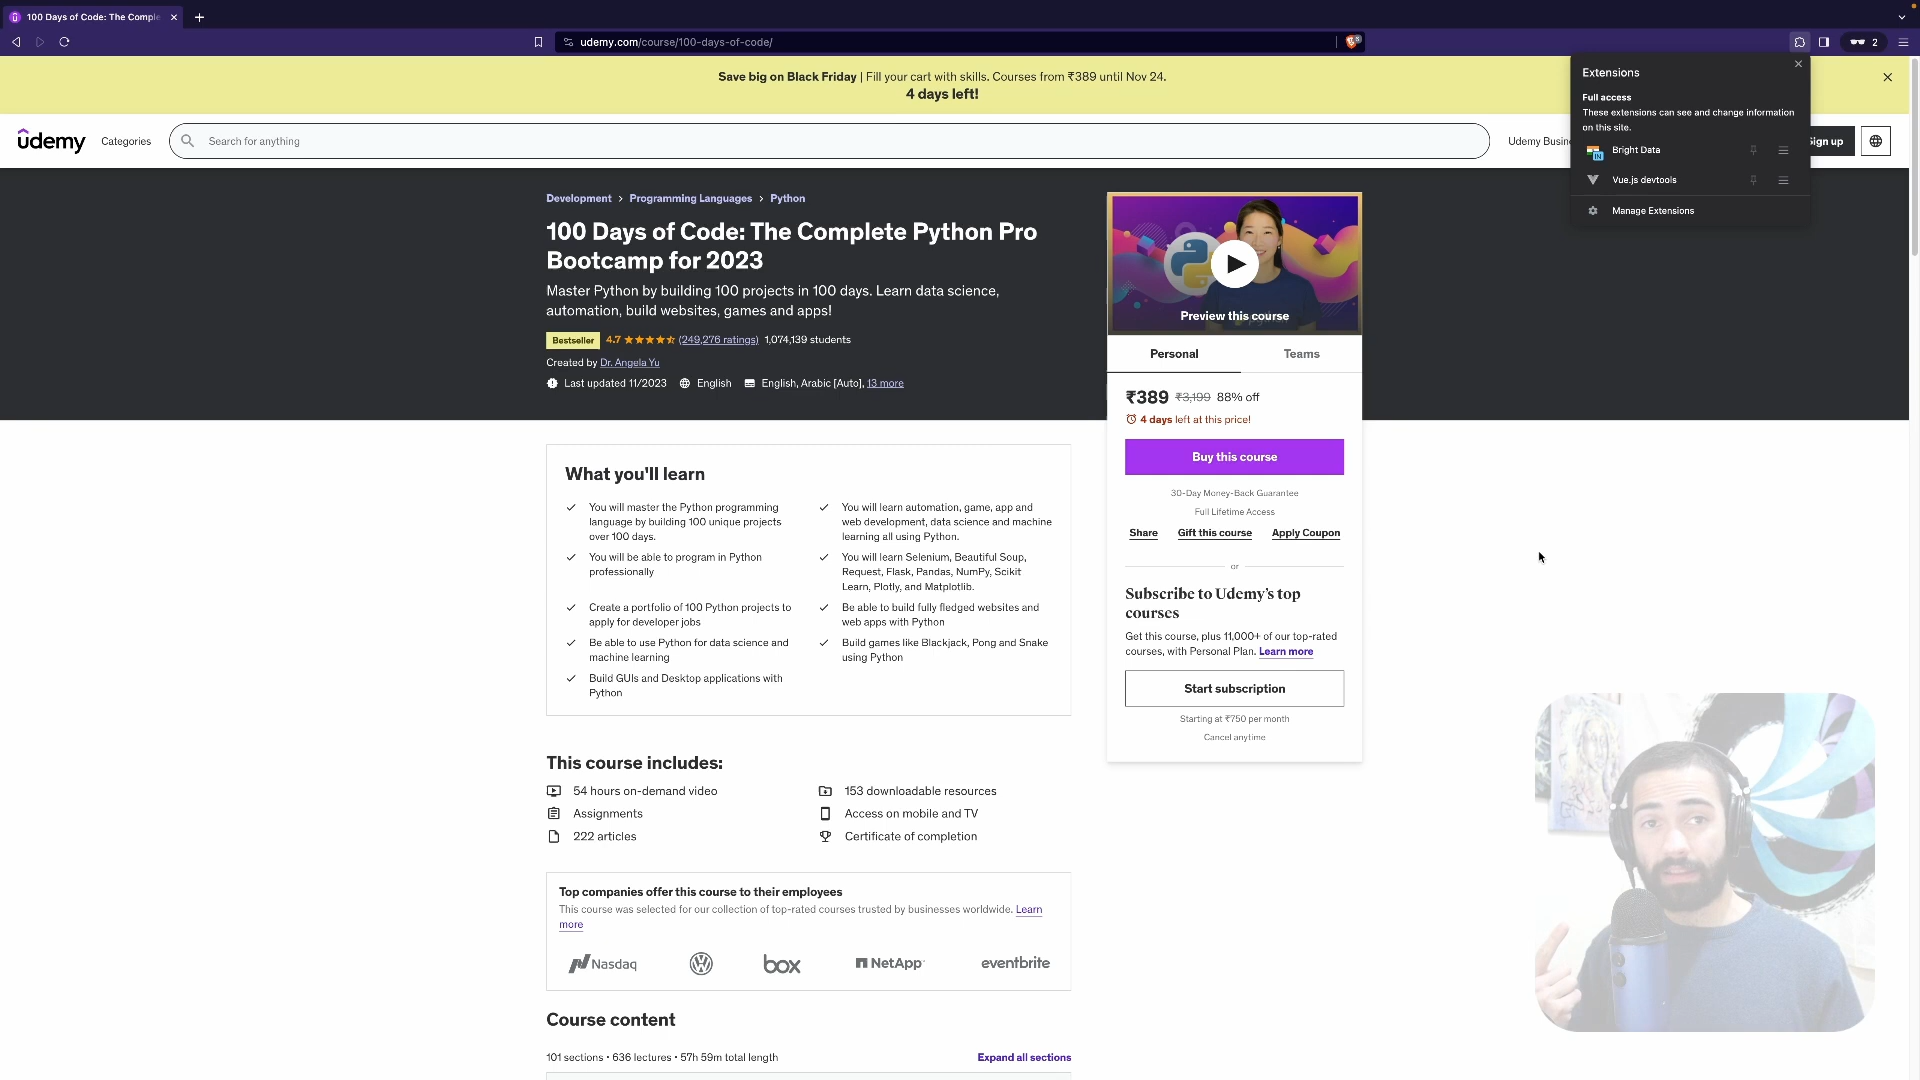 100 Days of Code: The Comple
udemy.com/course/100-days-of-code/
2
Save big on Black Friday | Fill your cart with skills. Courses from ₹389 until Nov 24.
4 days left!
Extensions
Full access
These extensions can see and change information
on this site.
Bright Data
Vue.js devtools
Manage Extensions
udemy
Categories
Search for anything
Udemy Busin
Sign up
Development > Programming Languages > Python
100 Days of Code: The Complete Python Pro
Bootcamp for 2023
Master Python by building 100 projects in 100 days. Learn data science,
automation, build websites, games and apps!
Bestseller 4.7 (249,276 ratings) 1,074,139 students
Created by Dr. Angela Yu
Last updated 11/2023 English English, Arabic [Auto], 13 more
Preview this course
Personal Teams
₹389 ₹3,199 88% off
4 days left at this price!
Buy this course
30-Day Money-Back Guarantee
Full Lifetime Access
Share Gift this course Apply Coupon
or
Subscribe to Udemy's top
courses
Get this course, plus 11,000+ of our top-rated
courses, with Personal Plan. Learn more
Start subscription
Starting at ₹750 per month
Cancel anytime
What you'll learn
You will master the Python programming
language by building 100 unique projects
over 100 days.
You will learn automation, game, app and
web development, data science and machine
learning all using Python.
You will be able to program in Python
professionally
You will learn Selenium, Beautiful Soup,
Request, Flask, Pandas, NumPy, Scikit
Learn, Plotly, and Matplotlib.
Create a portfolio of 100 Python projects to
apply for developer jobs
Be able to build fully fledged websites and
web apps with Python
Be able to use Python for data science and
machine learning
Build games like Blackjack, Pong and Snake
using Python
Build GUIs and Desktop applications with
Python
This course includes:
54 hours on-demand video
153 downloadable resources
Assignments
Access on mobile and TV
222 articles
Certificate of completion
Top companies offer this course to their employees
This course was selected for our collection of top-rated courses trusted by businesses worldwide. Learn
more
Nasdaq box NetApp eventbrite
Course content
101 sections • 636 lectures • 57h 59m total length
Expand all sections